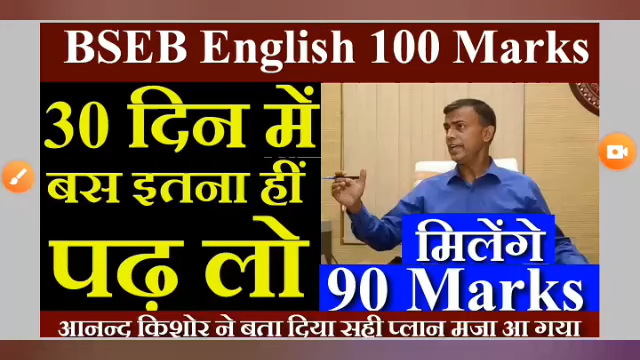 BSEB English 100 Marks
30 दिन में
बस इतना हीं
पढ़ लो
मिलेंगे
90 Marks
आनन्द किशोर ने बता दिया सही प्लान मजा आ गया